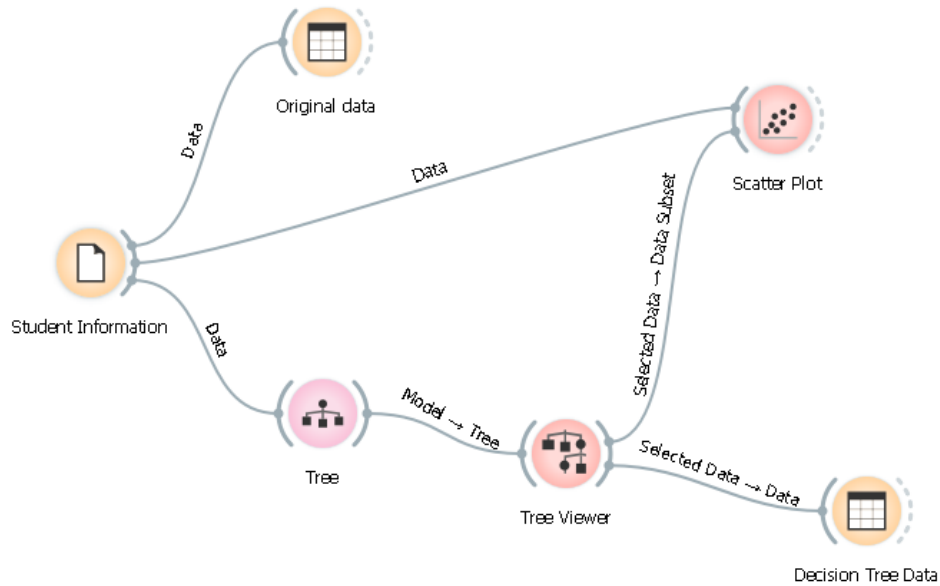 Original data
Data
Data
Scatter Plot
Selected Data → Data Subset
Student Information
Data
Model → Tree
Tree
Selected Data → Data
Tree Viewer
Decision Tree Data